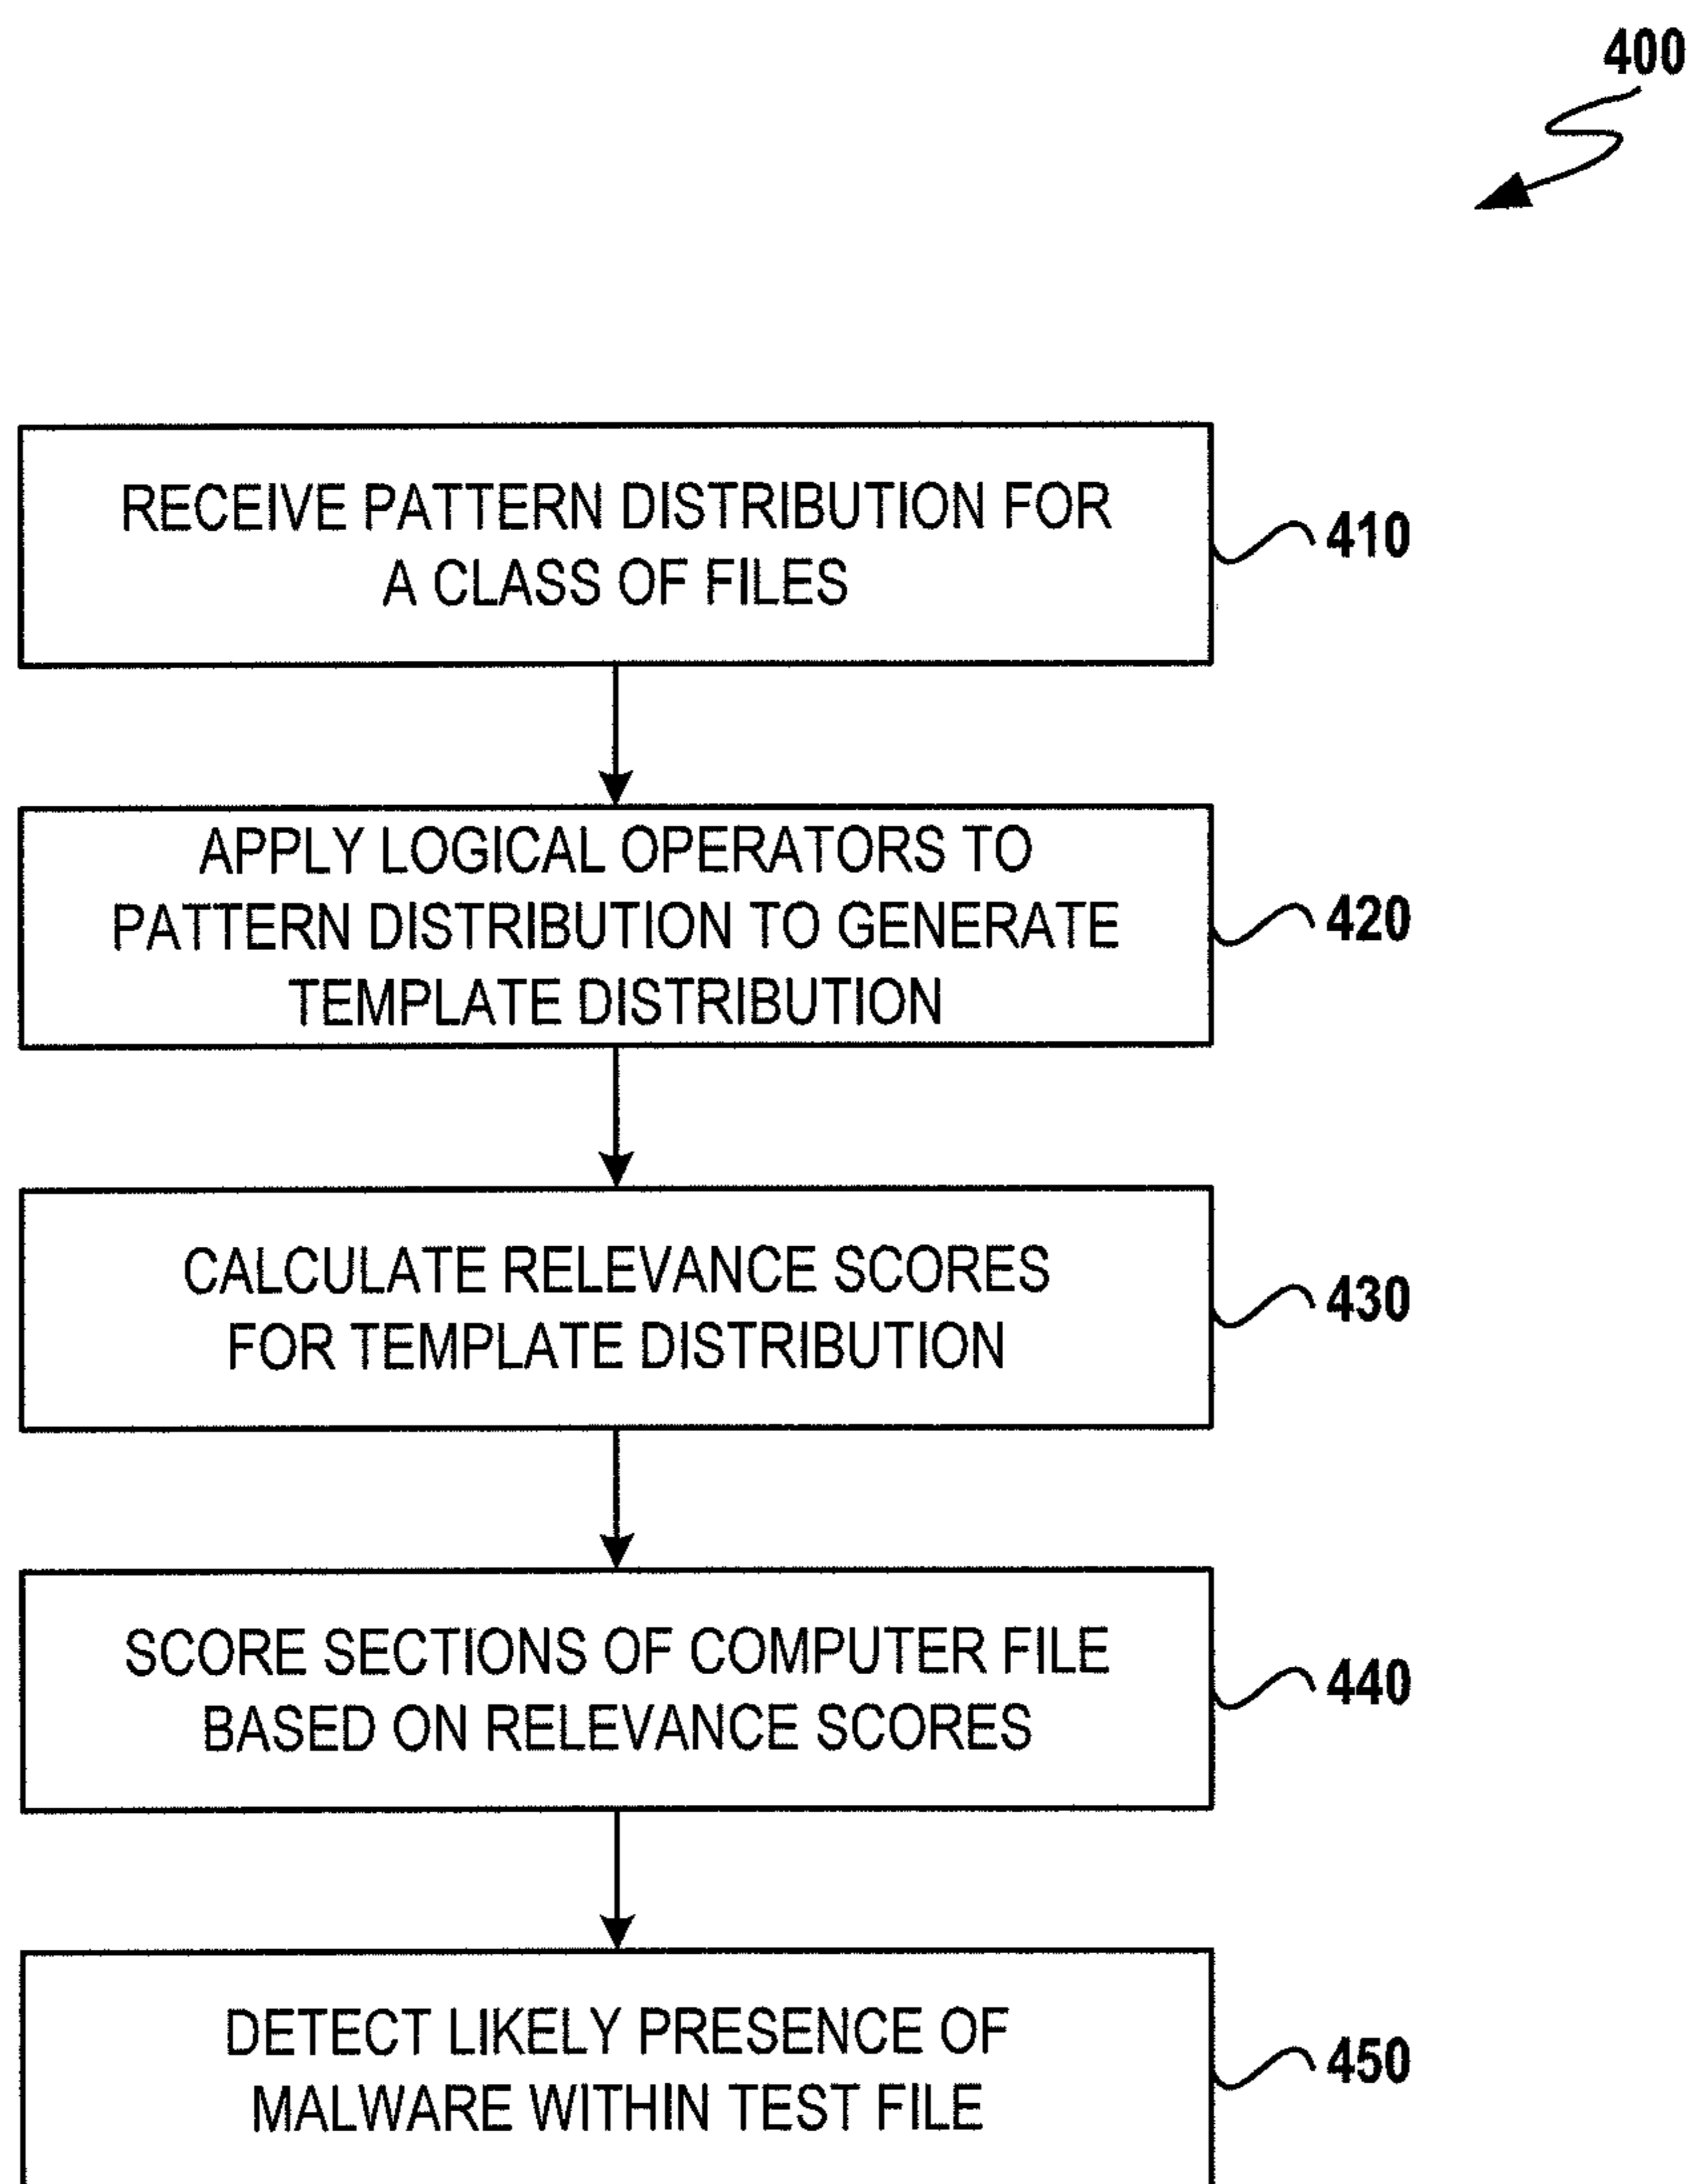 400
RECEIVE PATTERN DISTRIBUTION FOR
A CLASS OF FILES
410
APPLY LOGICAL OPERATORS TO
PATTERN DISTRIBUTION TO GENERATE
TEMPLATE DISTRIBUTION
420
CALCULATE RELEVANCE SCORES
FOR TEMPLATE DISTRIBUTION
430
SCORE SECTIONS OF COMPUTER FILE
BASED ON RELEVANCE SCORES
440
DETECT LIKELY PRESENCE OF
MALWARE WITHIN TEST FILE
450